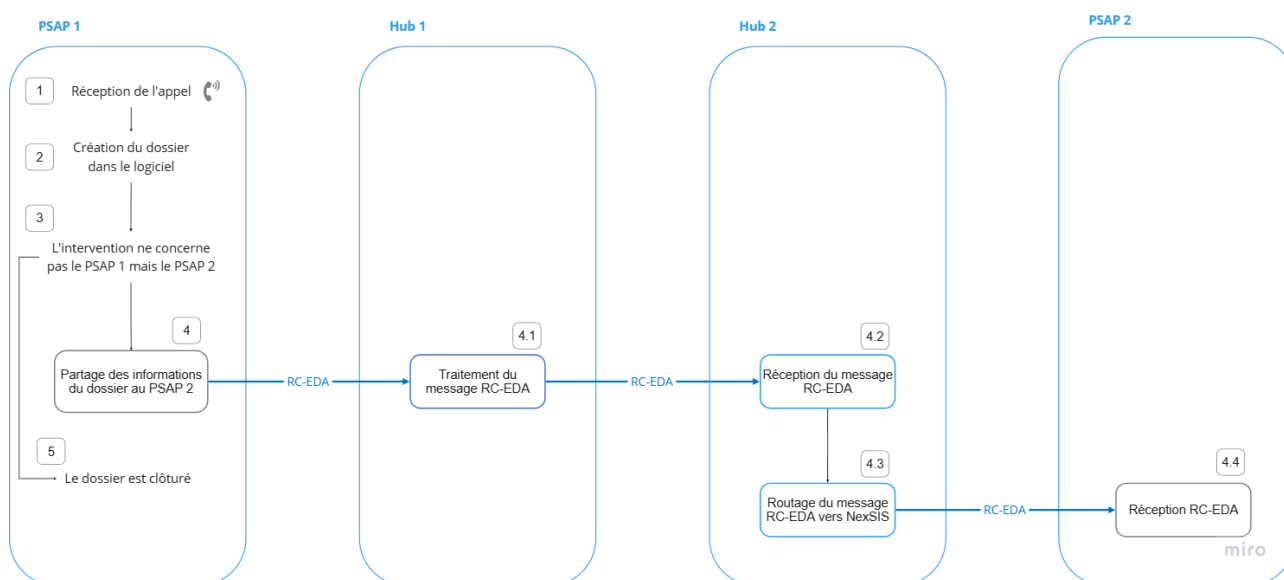 PSAP 1
Hub 1
Hub 2
PSAP 2
1
Réception de l'appel
2
Création du dossier
dans le logiciel
3
L'intervention ne concerne
pas le PSAP 1 mais le PSAP 2
4
Partage des informations
du dossier au PSAP 2
RC-EDA
4.1
Traitement du
message RC-EDA
RC-EDA
4.2
Réception du message
RC-EDA
4.3
Routage du message
RC-EDA vers NexSIS
RC-EDA
4.4
Réception RC-EDA
5
Le dossier est clôturé
miro